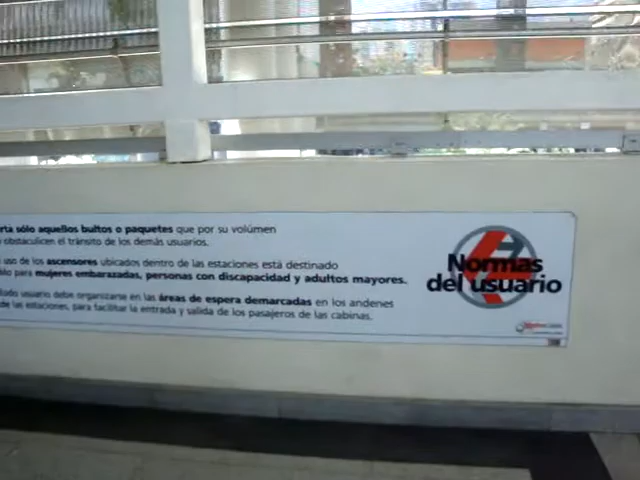 sólo aquellos bultos o paquetes que por su volúmen
obstaculicen el tránsito de los demás usuarios.
uso de los ascensores ubicados dentro de las estaciones está destinado
para mujeres embarazadas, personas con discapacidad y adultos mayores.
usuario debe organizarse en las áreas de espera demarcadas en los andenes
de las estaciones, para facilitar la entrada y salida de los pasajeros de las cabinas.
Normas
del usuario